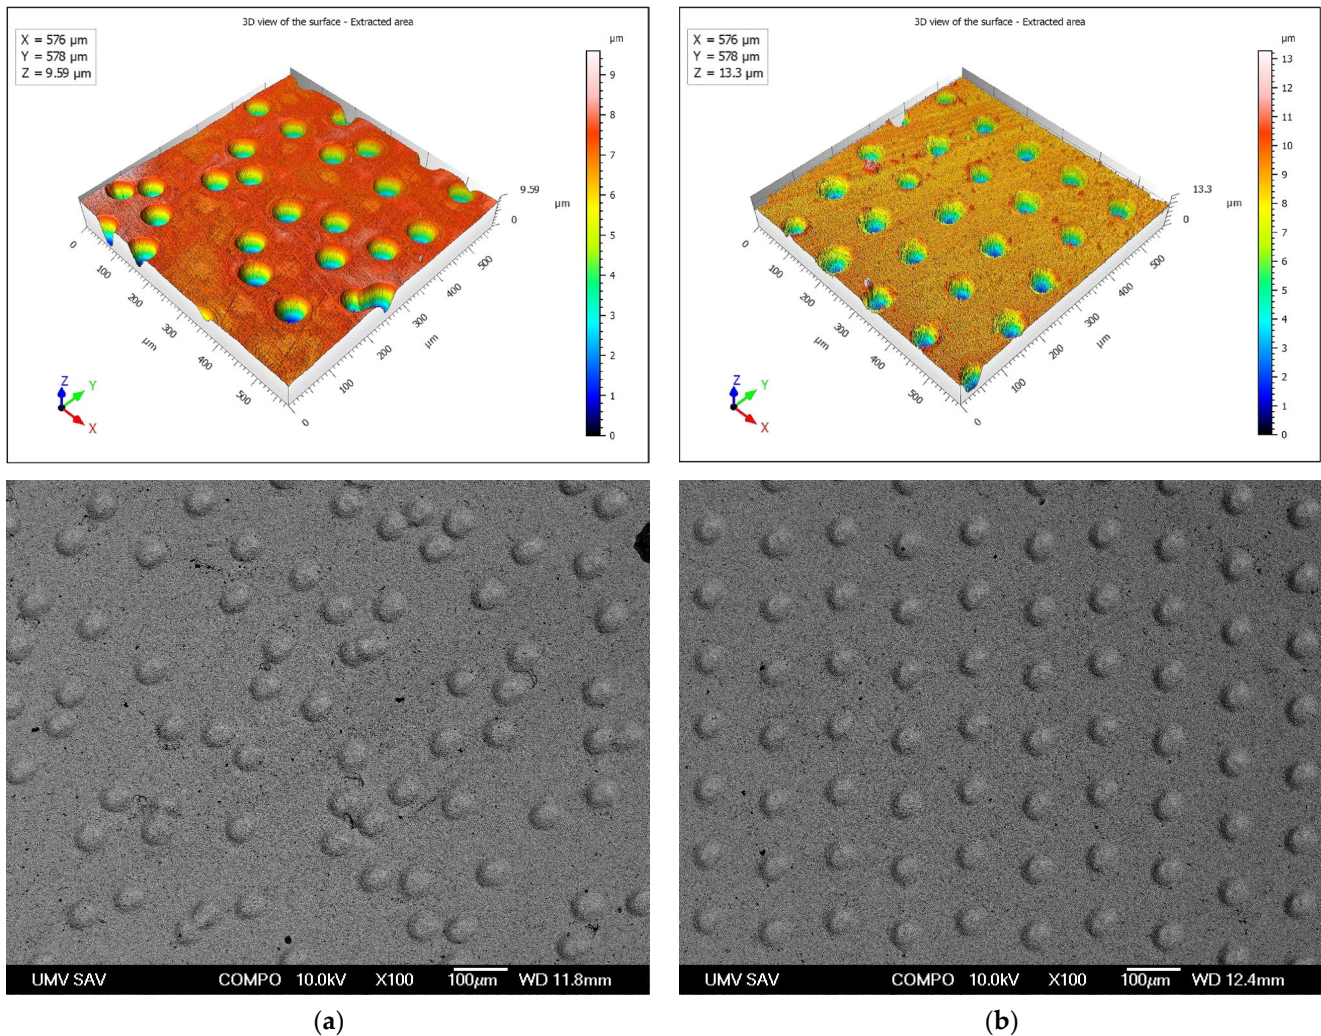 3D view of the surface - Extracted area
X = 576 µm
Y = 578 µm
Z = 9.59 µm
µm
9
8
7
6
5
4
3
2
1
0
9.59
0
µm
0
100
200
300
400
500
µm
0
100
200
300
400
500
µm
Z
Y
X
3D view of the surface - Extracted area
X = 576 µm
Y = 578 µm
Z = 13.3 µm
µm
13
12
11
10
9
8
7
6
5
4
3
2
1
0
13.3
0
µm
0
100
200
300
400
500
µm
0
100
200
300
400
500
µm
Z
Y
X
UMV SAV COMPO 10.0kV X100 100µm WD 11.8mm
UMV SAV COMPO 10.0kV X100 100µm WD 12.4mm
(a)
(b)